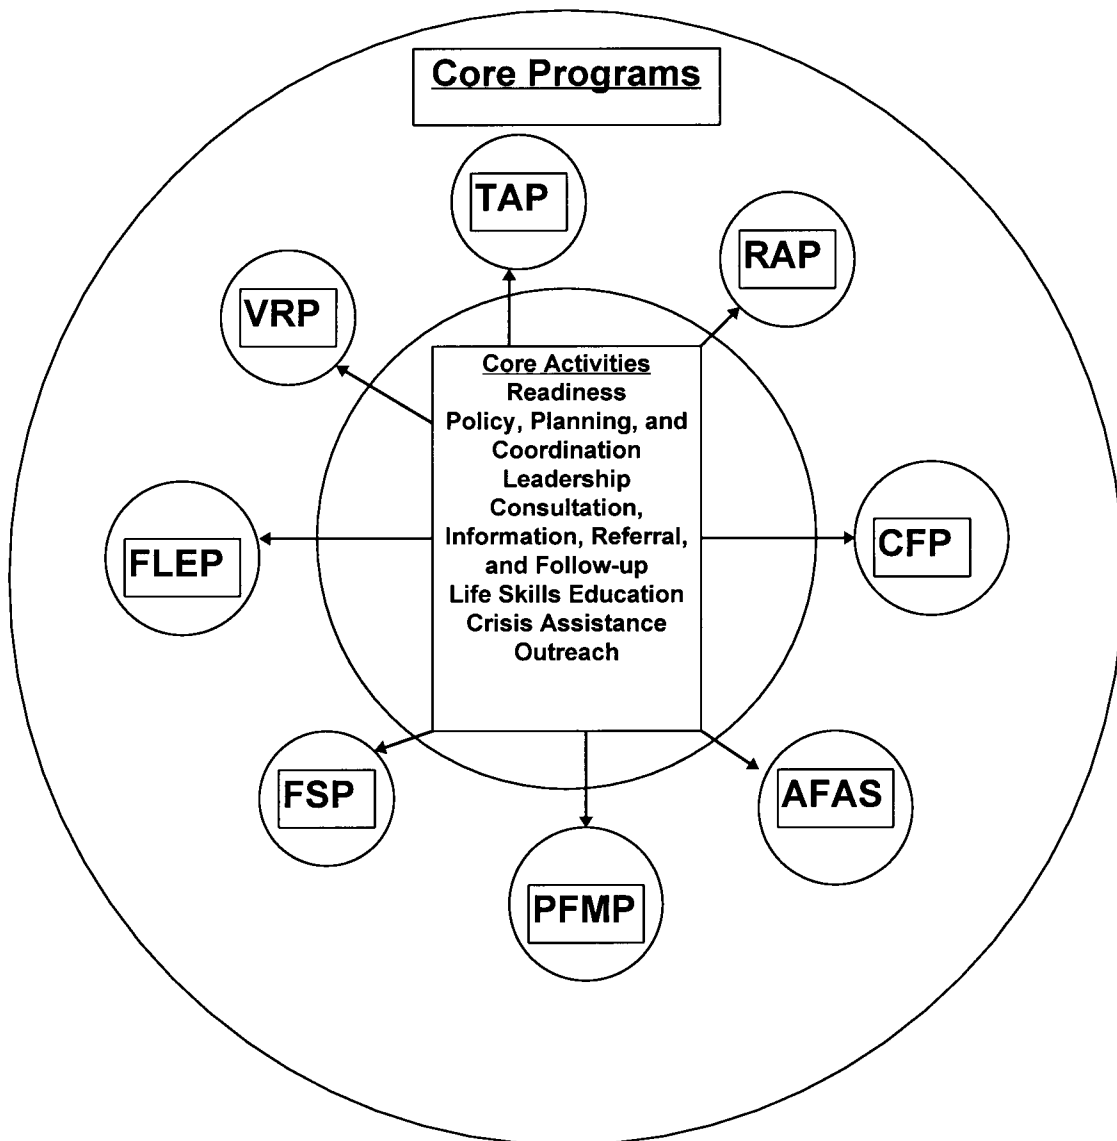 Core Programs
TAP
RAP
VRP
Core Activities
Readiness
Policy, Planning, and
Coordination
Leadership
Consultation,
Information, Referral,
and Follow-up
Life Skills Education
Crisis Assistance
Outreach
CFP
FLEP
FSP
AFAS
PFMP